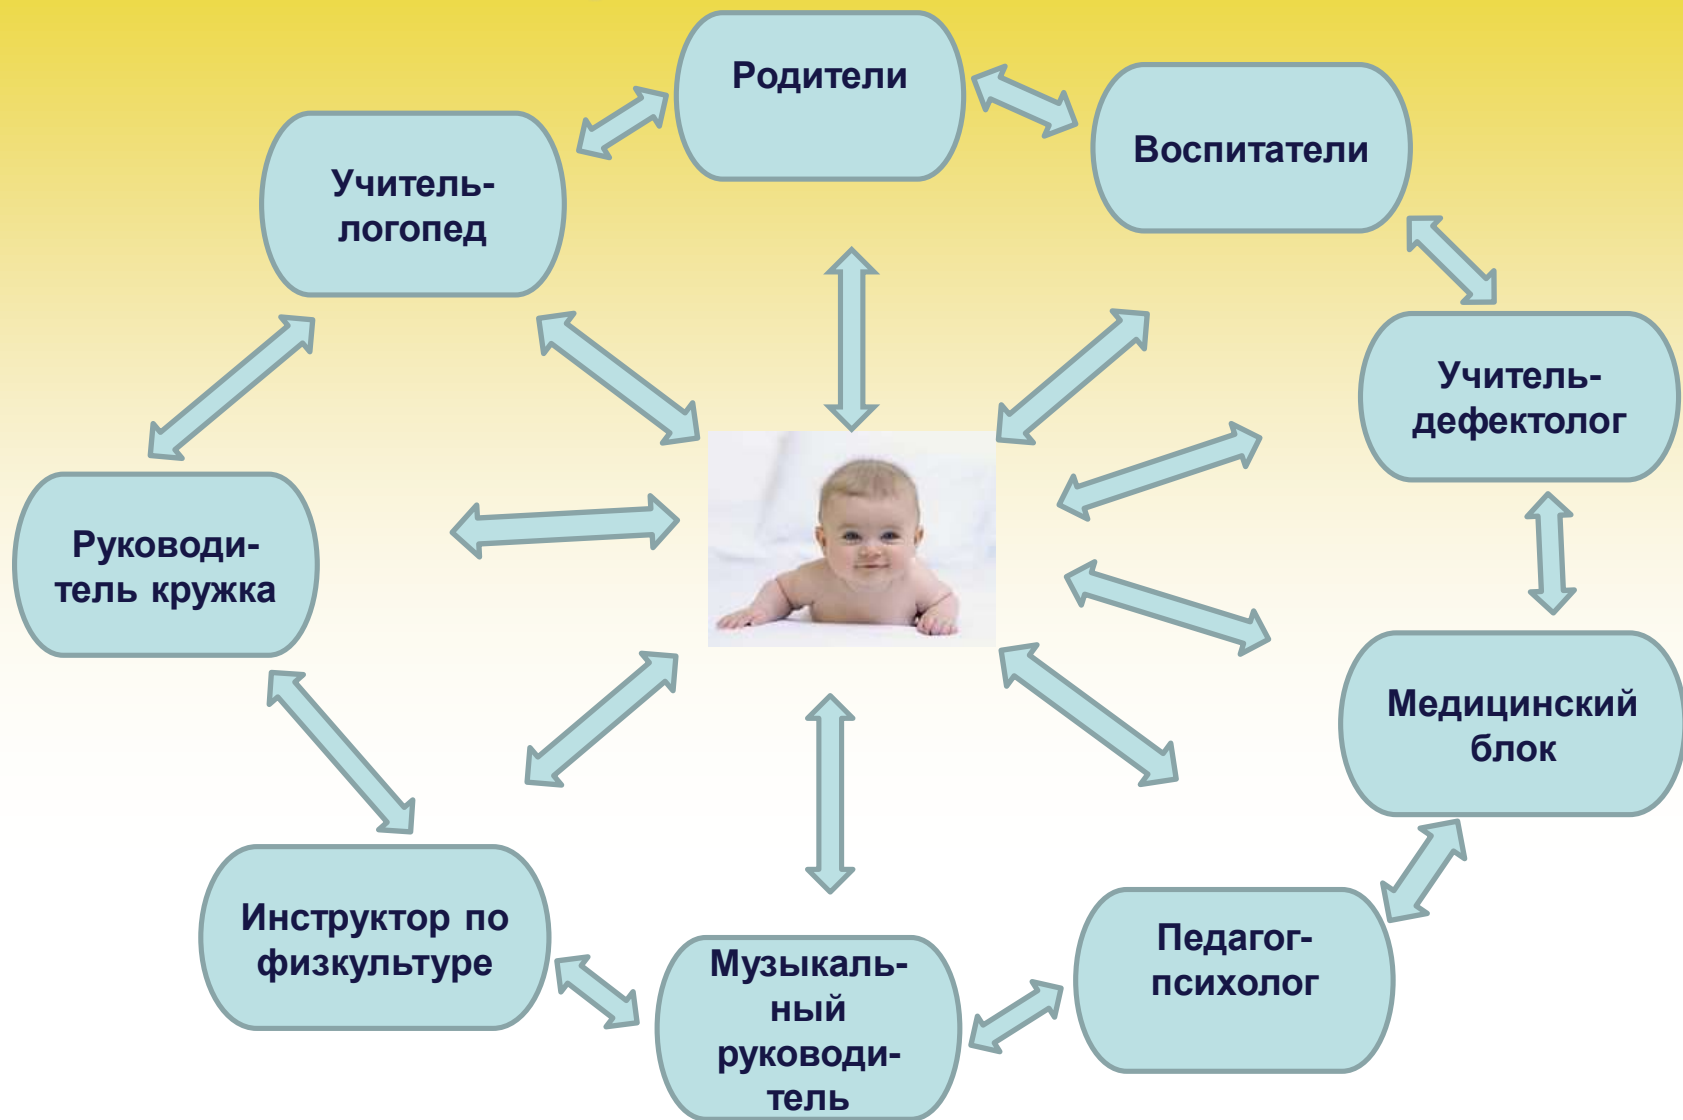 Родители
Воспитатели
Учитель-
логопед
Учитель-
дефектолог
Руководи-
тель кружка
Медицинский
блок
Инструктор по
физкультуре
Музыкаль-
ный
руководи-
тель
Педагог-
психолог